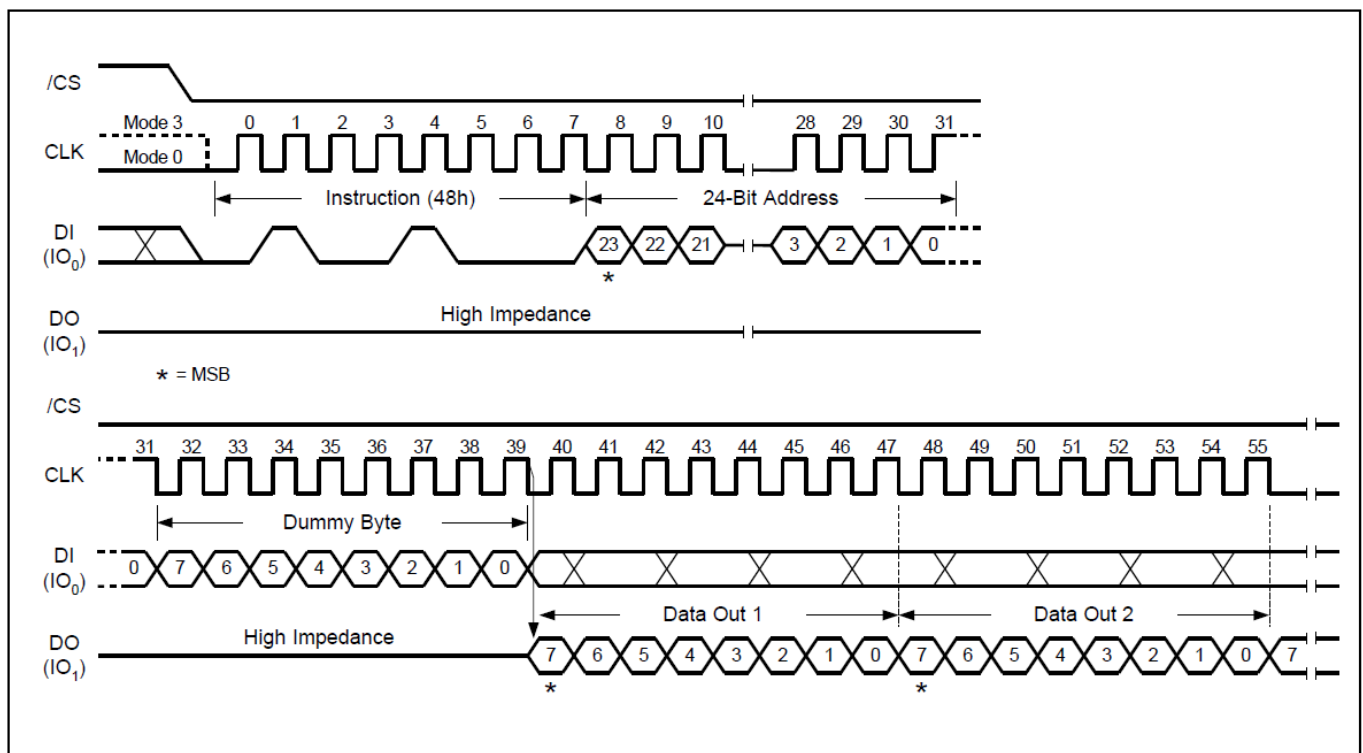 /CS
Mode 3 0 1 2 3 4 5 6 7 8 9 10 28 29 30 31
CLK Mode 0
Instruction (48h) 24-Bit Address
DI
(IO0) 23 22 21 3 2 1 0
*
DO High Impedance
(IO1)
* = MSB
/CS
31 32 33 34 35 36 37 38 39 40 41 42 43 44 45 46 47 48 49 50 51 52 53 54 55
CLK
Dummy Byte
DI
(IO0) 0 7 6 5 4 3 2 1 0
Data Out 1 Data Out 2
DO High Impedance
(IO1) 7 6 5 4 3 2 1 0 7 6 5 4 3 2 1 0 7
* *